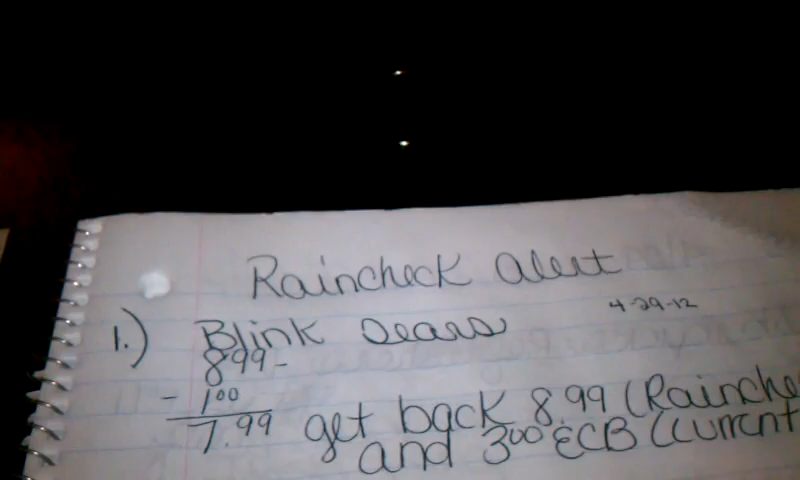 Raincheck Alert
4-29-12
1.) Blink Sears
8.99 -
- 1.00
7.99 get back 8.99 (Rainche
and 3.00 ECB (Current